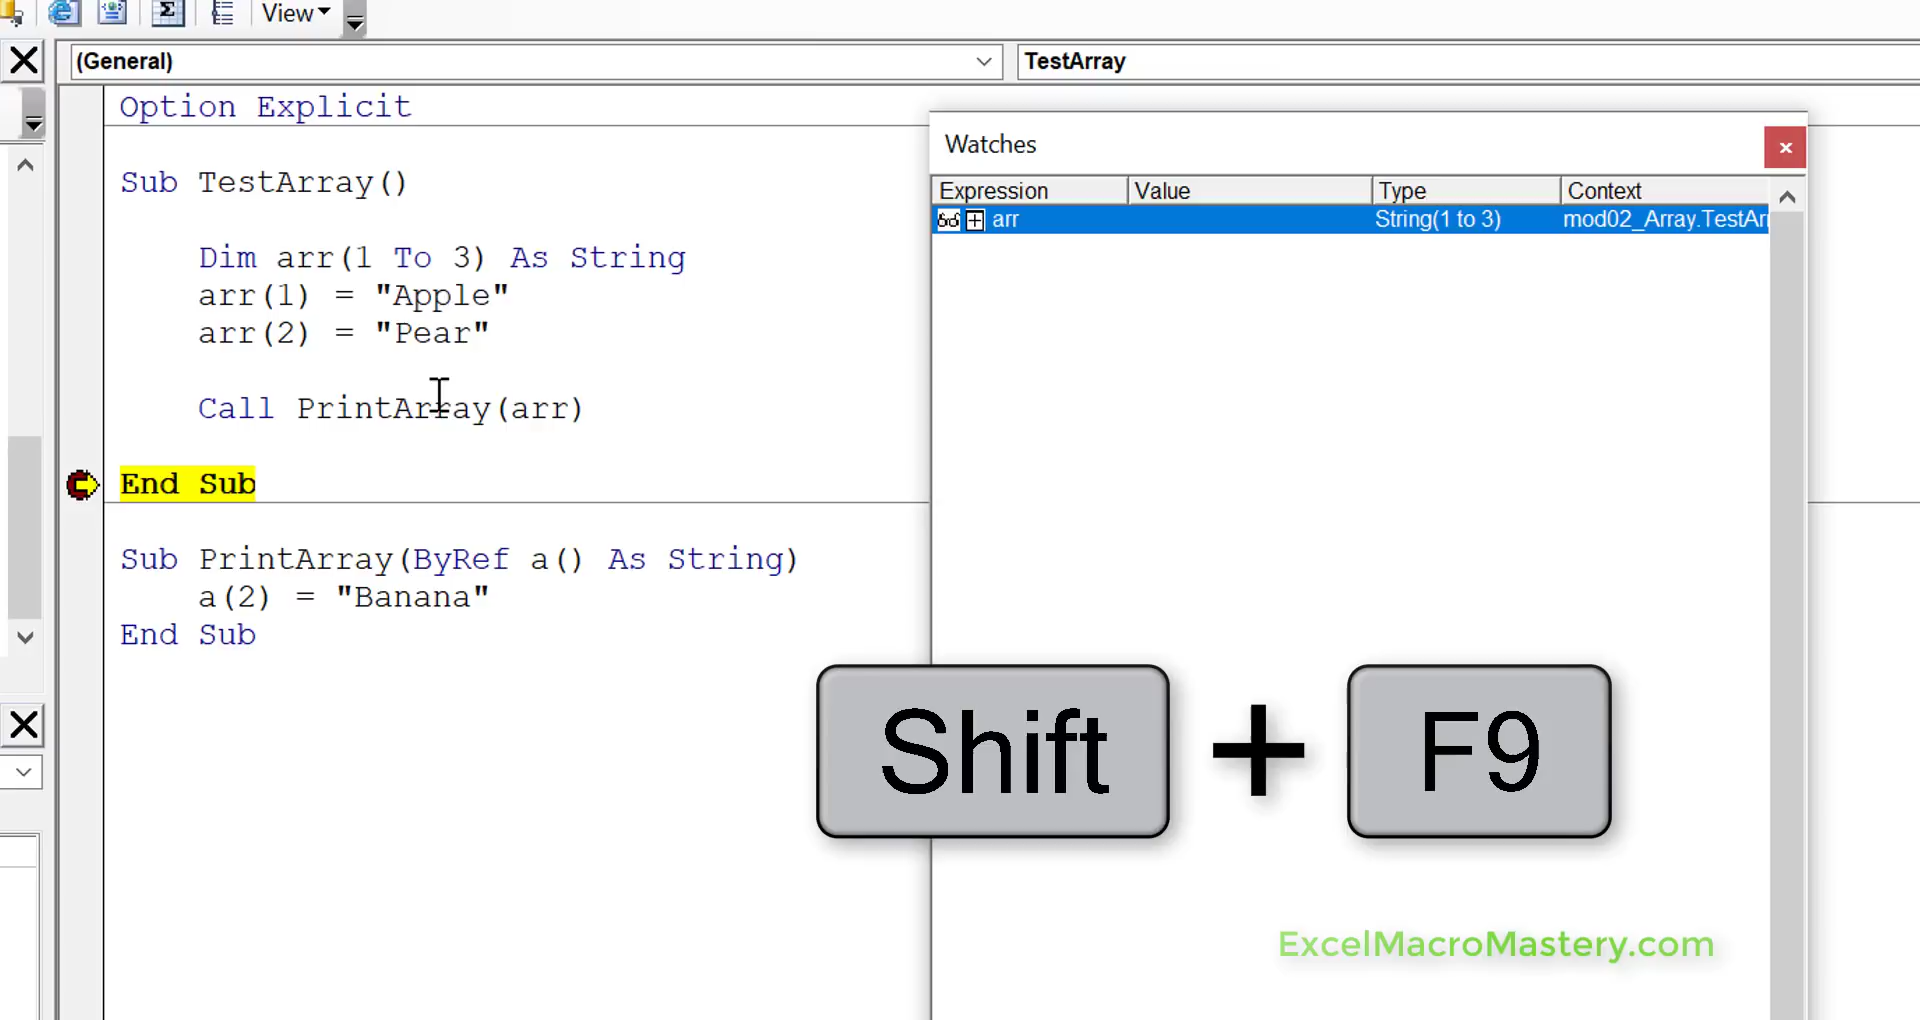 View
(General)
TestArray
Option Explicit
Sub TestArray()
Dim arr(1 To 3) As String
arr(1) = "Apple"
arr(2) = "Pear"
Call PrintArray(arr)
End Sub
Sub PrintArray(ByRef a() As String)
a(2) = "Banana"
End Sub
Watches
Expression Value Type Context
arr String(1 to 3) mod02_Array.TestArr
Shift + F9
ExcelMacroMastery.com